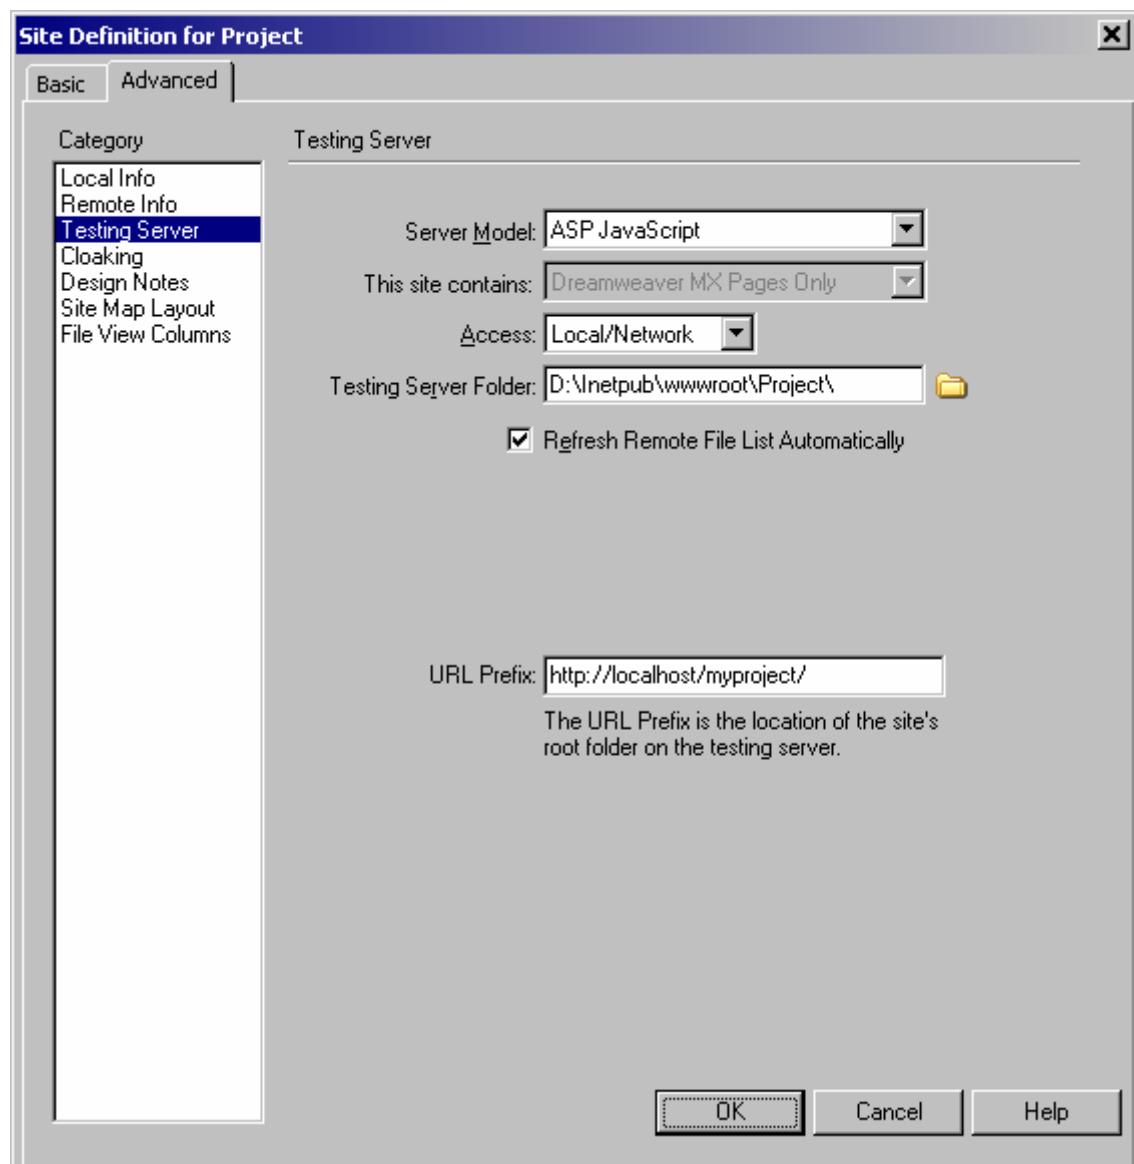 Site Definition for Project
Basic
Advanced
Category
Local Info
Remote Info
Testing Server
Cloaking
Design Notes
Site Map Layout
File View Columns
Testing Server
Server Model: ASP JavaScript
This site contains: Dreamweaver MX Pages Only
Access: Local/Network
Testing Server Folder: D:\Inetpub\wwwroot\Project\
Refresh Remote File List Automatically
URL Prefix: http://localhost/myproject/
The URL Prefix is the location of the site's
root folder on the testing server.
OK
Cancel
Help